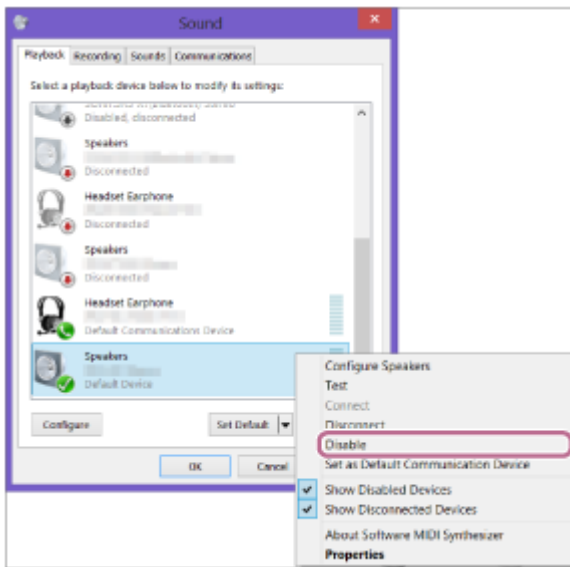 Sound
Playback Recording Sounds Communications
Select a playback device below to modify its settings:
Disabled, disconnected
Speakers
Disconnected
Headset Earphone
Disconnected
Speakers
Disconnected
Headset Earphone
Default Communications Device
Speakers
Default Device
Configure
Set Default
OK
Cancel
Configure Speakers
Test
Connect
Disconnect
Disable
Set as Default Communication Device
Show Disabled Devices
Show Disconnected Devices
About Software MIDI Synthesizer
Properties